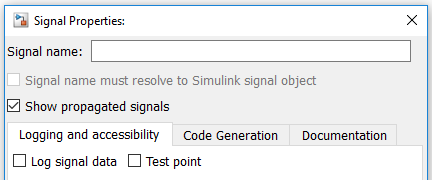 Signal Properties:
Signal name:
Signal name must resolve to Simulink signal object
Show propagated signals
Logging and accessibility Code Generation Documentation
Log signal data Test point